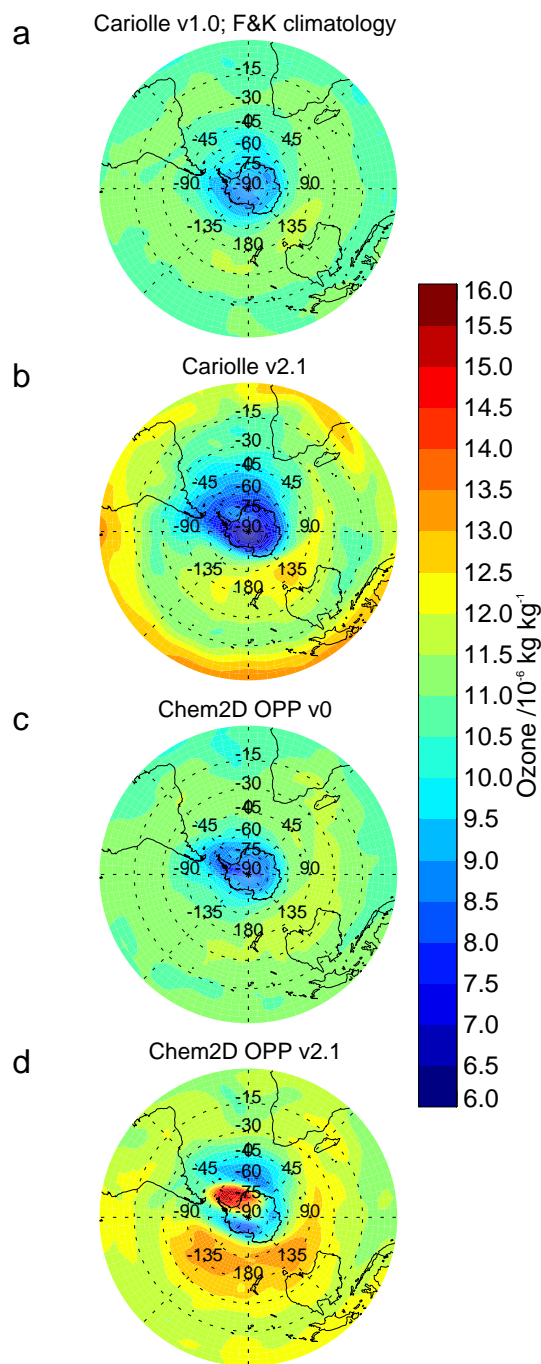 a
Cariolle v1.0; F&K climatology
-15
-30
-45
-45 -60 45
-75
-90 -90 90
-135 135
180
b
Cariolle v2.1
-15
-30
-45
-45 -60 45
-75
-90 -90 90
-135 135
180
c
Chem2D OPP v0
-15
-30
-45
-45 -60 45
-75
-90 -90 90
-135 135
180
d
Chem2D OPP v2.1
-15
-30
-45
-45 -60 45
-75
-90 -90 90
-135 135
180
16.0
15.5
15.0
14.5
14.0
13.5
13.0
12.5
12.0
11.5
11.0
10.5
10.0
9.5
9.0
8.5
8.0
7.5
7.0
6.5
6.0
Ozone /10⁻⁶ kg kg⁻¹